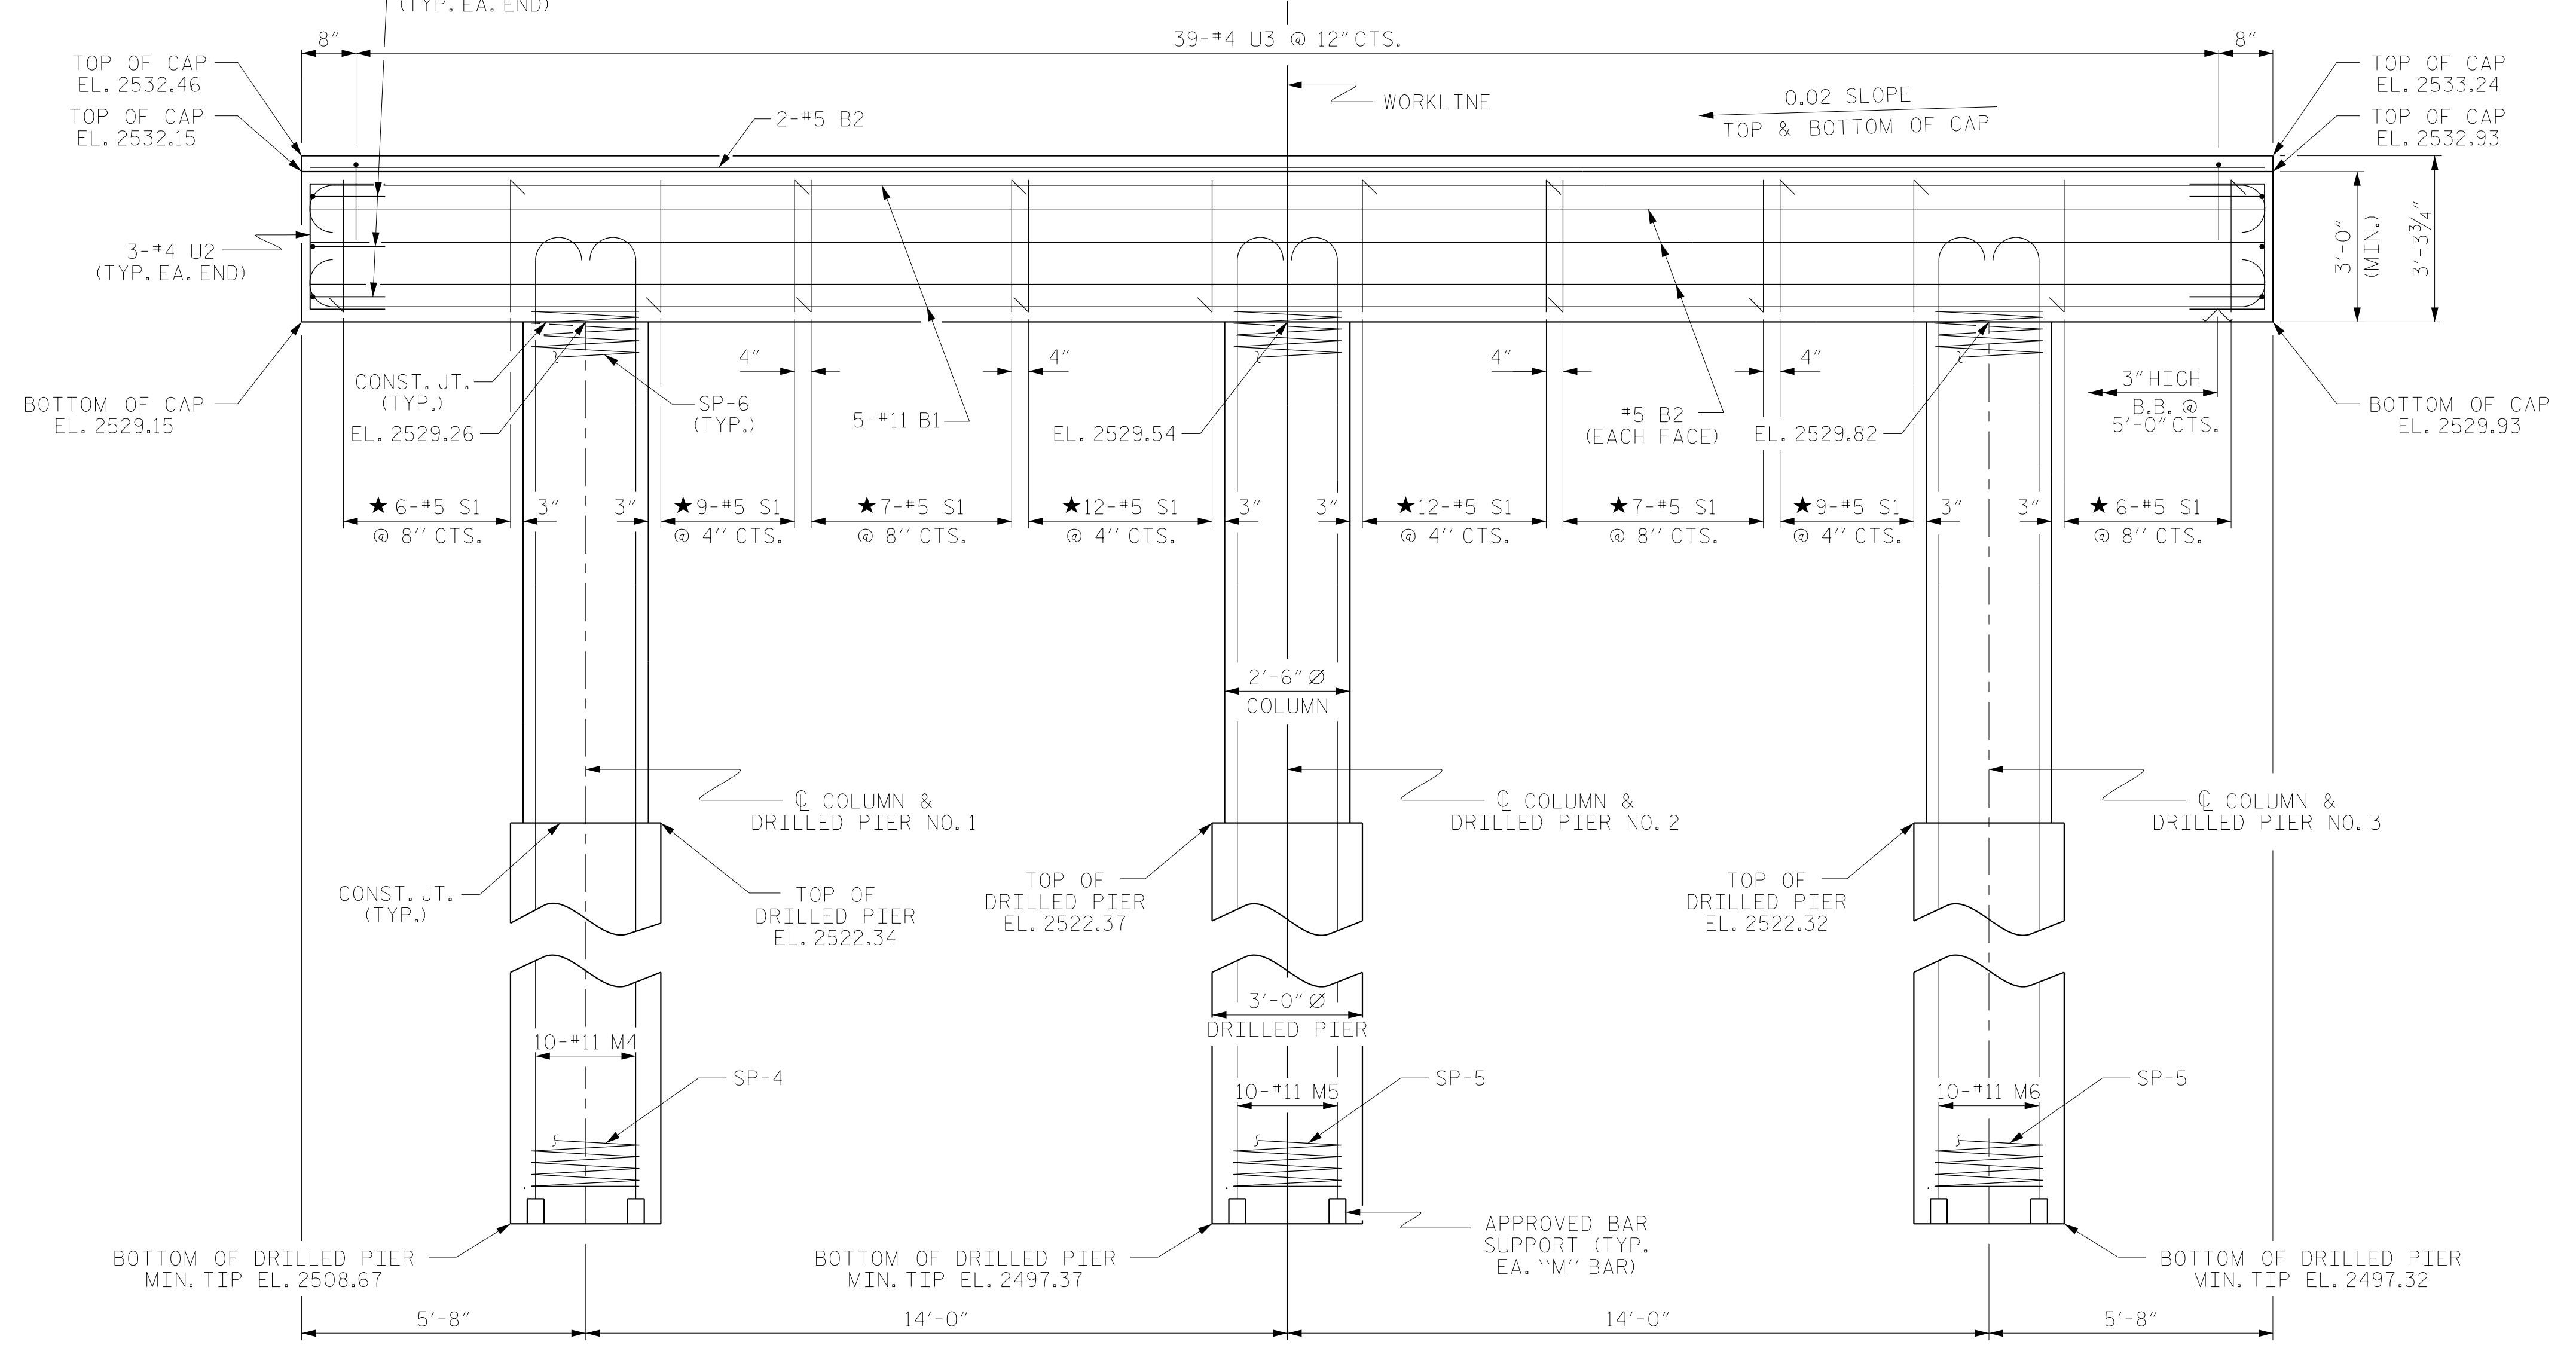 (TYP. EA. END)
8"
39-#4 U3 @ 12" CTS.
8"
TOP OF CAP
EL. 2532.46
TOP OF CAP
EL. 2532.15
WORKLINE
0.02 SLOPE
TOP & BOTTOM OF CAP
TOP OF CAP
EL. 2533.24
TOP OF CAP
EL. 2532.93
2-#5 B2
3-#4 U2
(TYP. EA. END)
3'-0"
(MIN.)
3'-3¾"
BOTTOM OF CAP
EL. 2529.15
CONST. JT.
(TYP.)
EL. 2529.26
SP-6
(TYP.)
4"
5-#11 B1
4"
EL. 2529.54
4"
#5 B2
(EACH FACE)
4"
EL. 2529.82
3" HIGH
B.B. @
5'-0" CTS.
BOTTOM OF CAP
EL. 2529.93
★ 6-#5 S1
@ 8'' CTS.
3"
3"
★ 9-#5 S1
@ 4'' CTS.
★ 7-#5 S1
@ 8'' CTS.
★ 12-#5 S1
@ 4'' CTS.
3"
3"
★ 12-#5 S1
@ 4'' CTS.
★ 7-#5 S1
@ 8'' CTS.
★ 9-#5 S1
@ 4'' CTS.
3"
3"
★ 6-#5 S1
@ 8'' CTS.
2'-6" Ø
COLUMN
℄ COLUMN &
DRILLED PIER NO. 1
℄ COLUMN &
DRILLED PIER NO. 2
℄ COLUMN &
DRILLED PIER NO. 3
CONST. JT.
(TYP.)
TOP OF
DRILLED PIER
EL. 2522.34
TOP OF
DRILLED PIER
EL. 2522.37
TOP OF
DRILLED PIER
EL. 2522.32
3'-0" Ø
DRILLED PIER
10-#11 M4
SP-4
10-#11 M5
SP-5
10-#11 M6
SP-5
BOTTOM OF DRILLED PIER
MIN. TIP EL. 2508.67
BOTTOM OF DRILLED PIER
MIN. TIP EL. 2497.37
APPROVED BAR
SUPPORT (TYP.
EA. ‘‘M’’ BAR)
BOTTOM OF DRILLED PIER
MIN. TIP EL. 2497.32
5'-8"
14'-0"
14'-0"
5'-8"